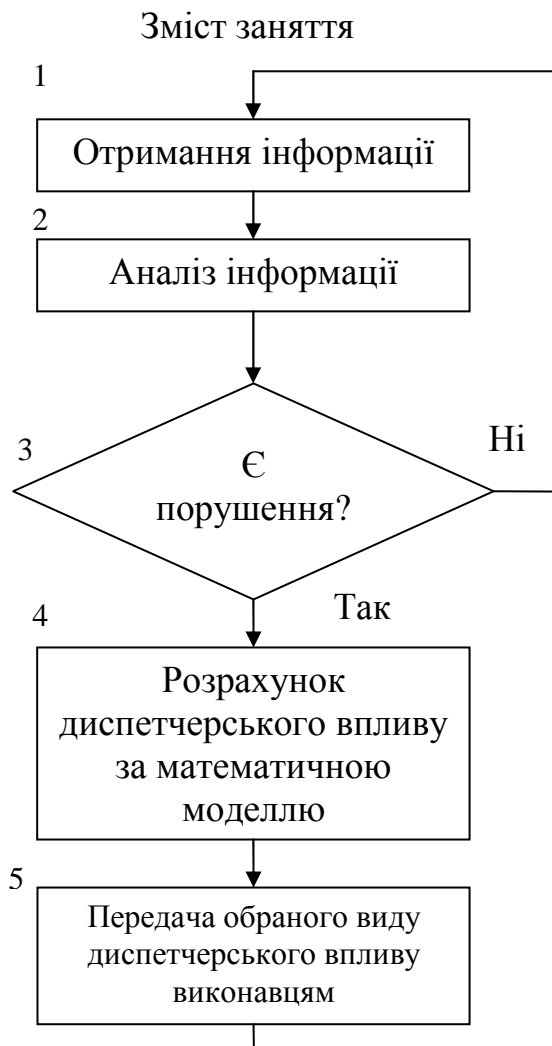 Зміст заняття
1
Отримання інформації
2
Аналіз інформації
3
Є
порушення?
Ні
Так
4
Розрахунок
диспетчерського впливу
за математичною
моделлю
5
Передача обраного виду
диспетчерського впливу
виконавцям